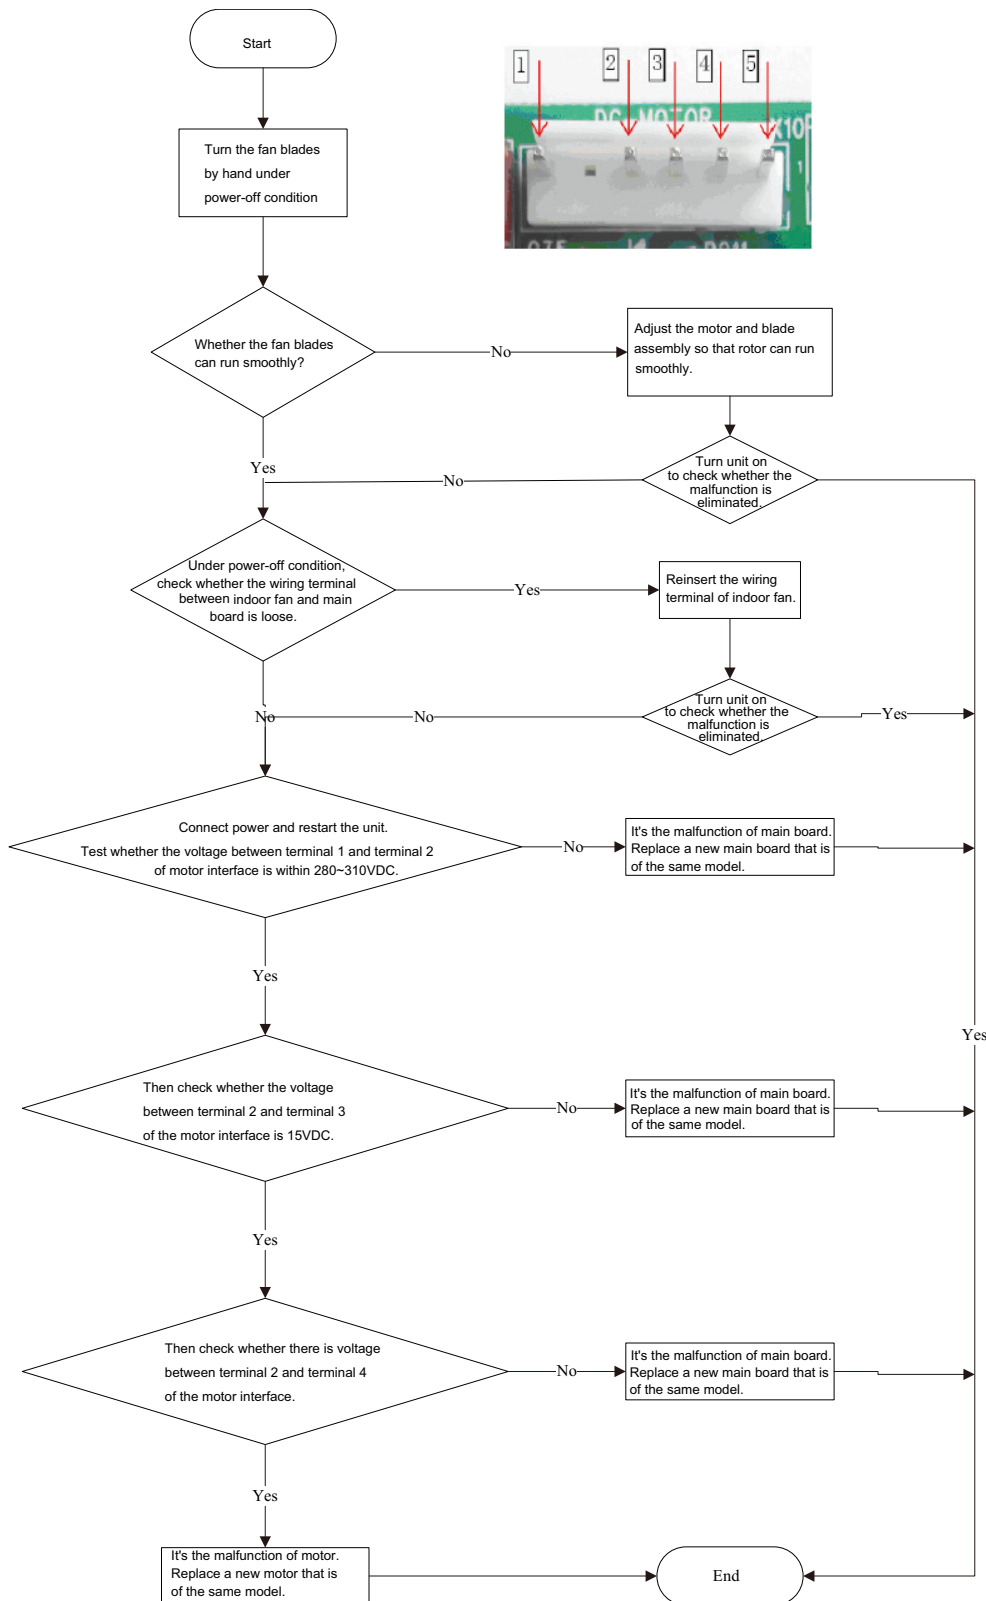 Start
1
2
3
4
5
DC MOTOR
1
Turn the fan blades
by hand under
power-off condition
Whether the fan blades
can run smoothly?
No
Adjust the motor and blade
assembly so that rotor can run
smoothly.
Yes
Turn unit on
to check whether the
malfunction is
eliminated.
No
Under power-off condition,
check whether the wiring terminal
between indoor fan and main
board is loose.
Yes
Reinsert the wiring
terminal of indoor fan.
Turn unit on
to check whether the
malfunction is
eliminated.
Yes
No
No
Connect power and restart the unit.
Test whether the voltage between terminal 1 and terminal 2
of motor interface is within 280~310VDC.
No
It's the malfunction of main board.
Replace a new main board that is
of the same model.
Yes
Yes
Then check whether the voltage
between terminal 2 and terminal 3
of the motor interface is 15VDC.
No
It's the malfunction of main board.
Replace a new main board that is
of the same model.
Yes
Then check whether there is voltage
between terminal 2 and terminal 4
of the motor interface.
No
It's the malfunction of main board.
Replace a new main board that is
of the same model.
Yes
It's the malfunction of motor.
Replace a new motor that is
of the same model.
End